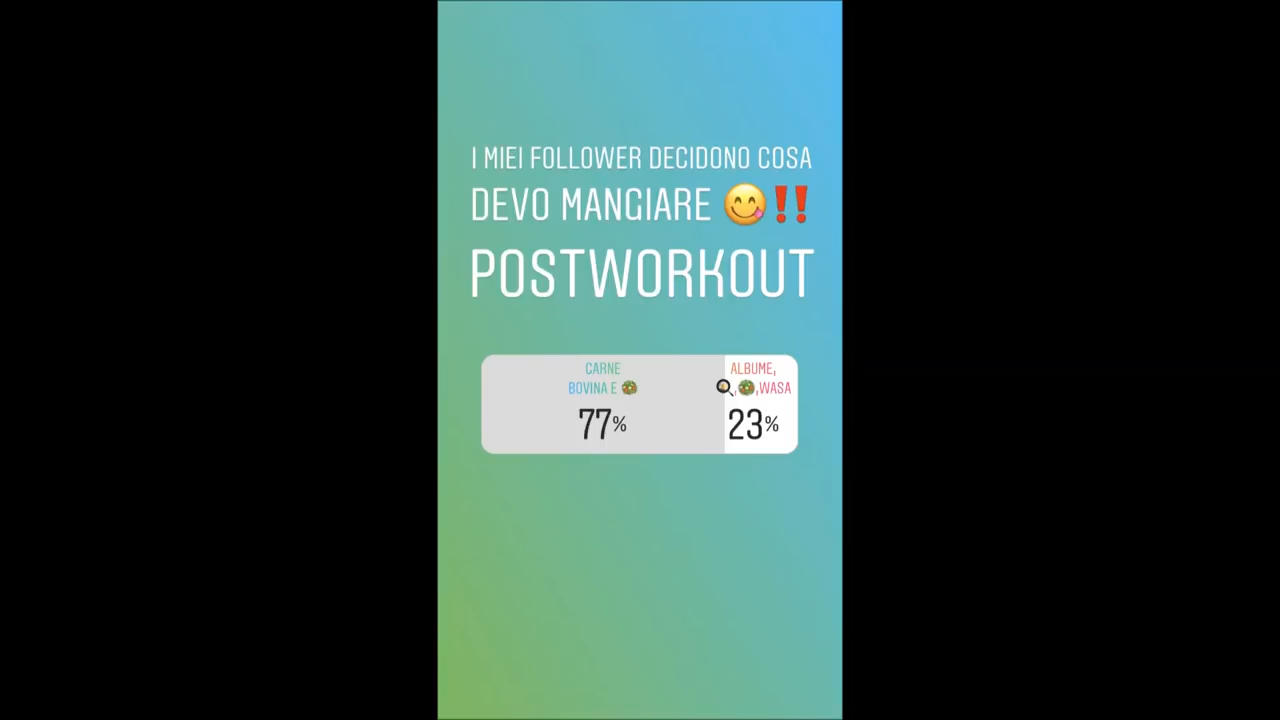 I MIEI FOLLOWER DECIDONO COSA
DEVO MANGIARE 😋‼️
POSTWORKOUT
CARNE
BOVINA E 🥗
77%
ALBUME,
🍳,🥗,WASA
23%